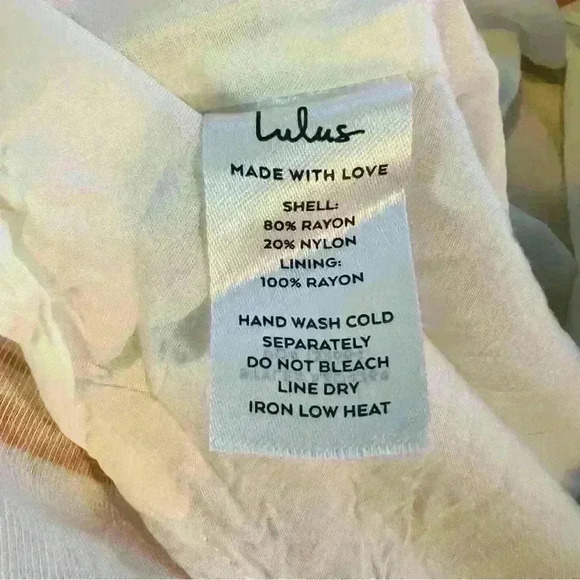 Lulus
MADE WITH LOVE
SHELL:
80% RAYON
20% NYLON
LINING:
100% RAYON
HAND WASH COLD
SEPARATELY
DO NOT BLEACH
LINE DRY
IRON LOW HEAT